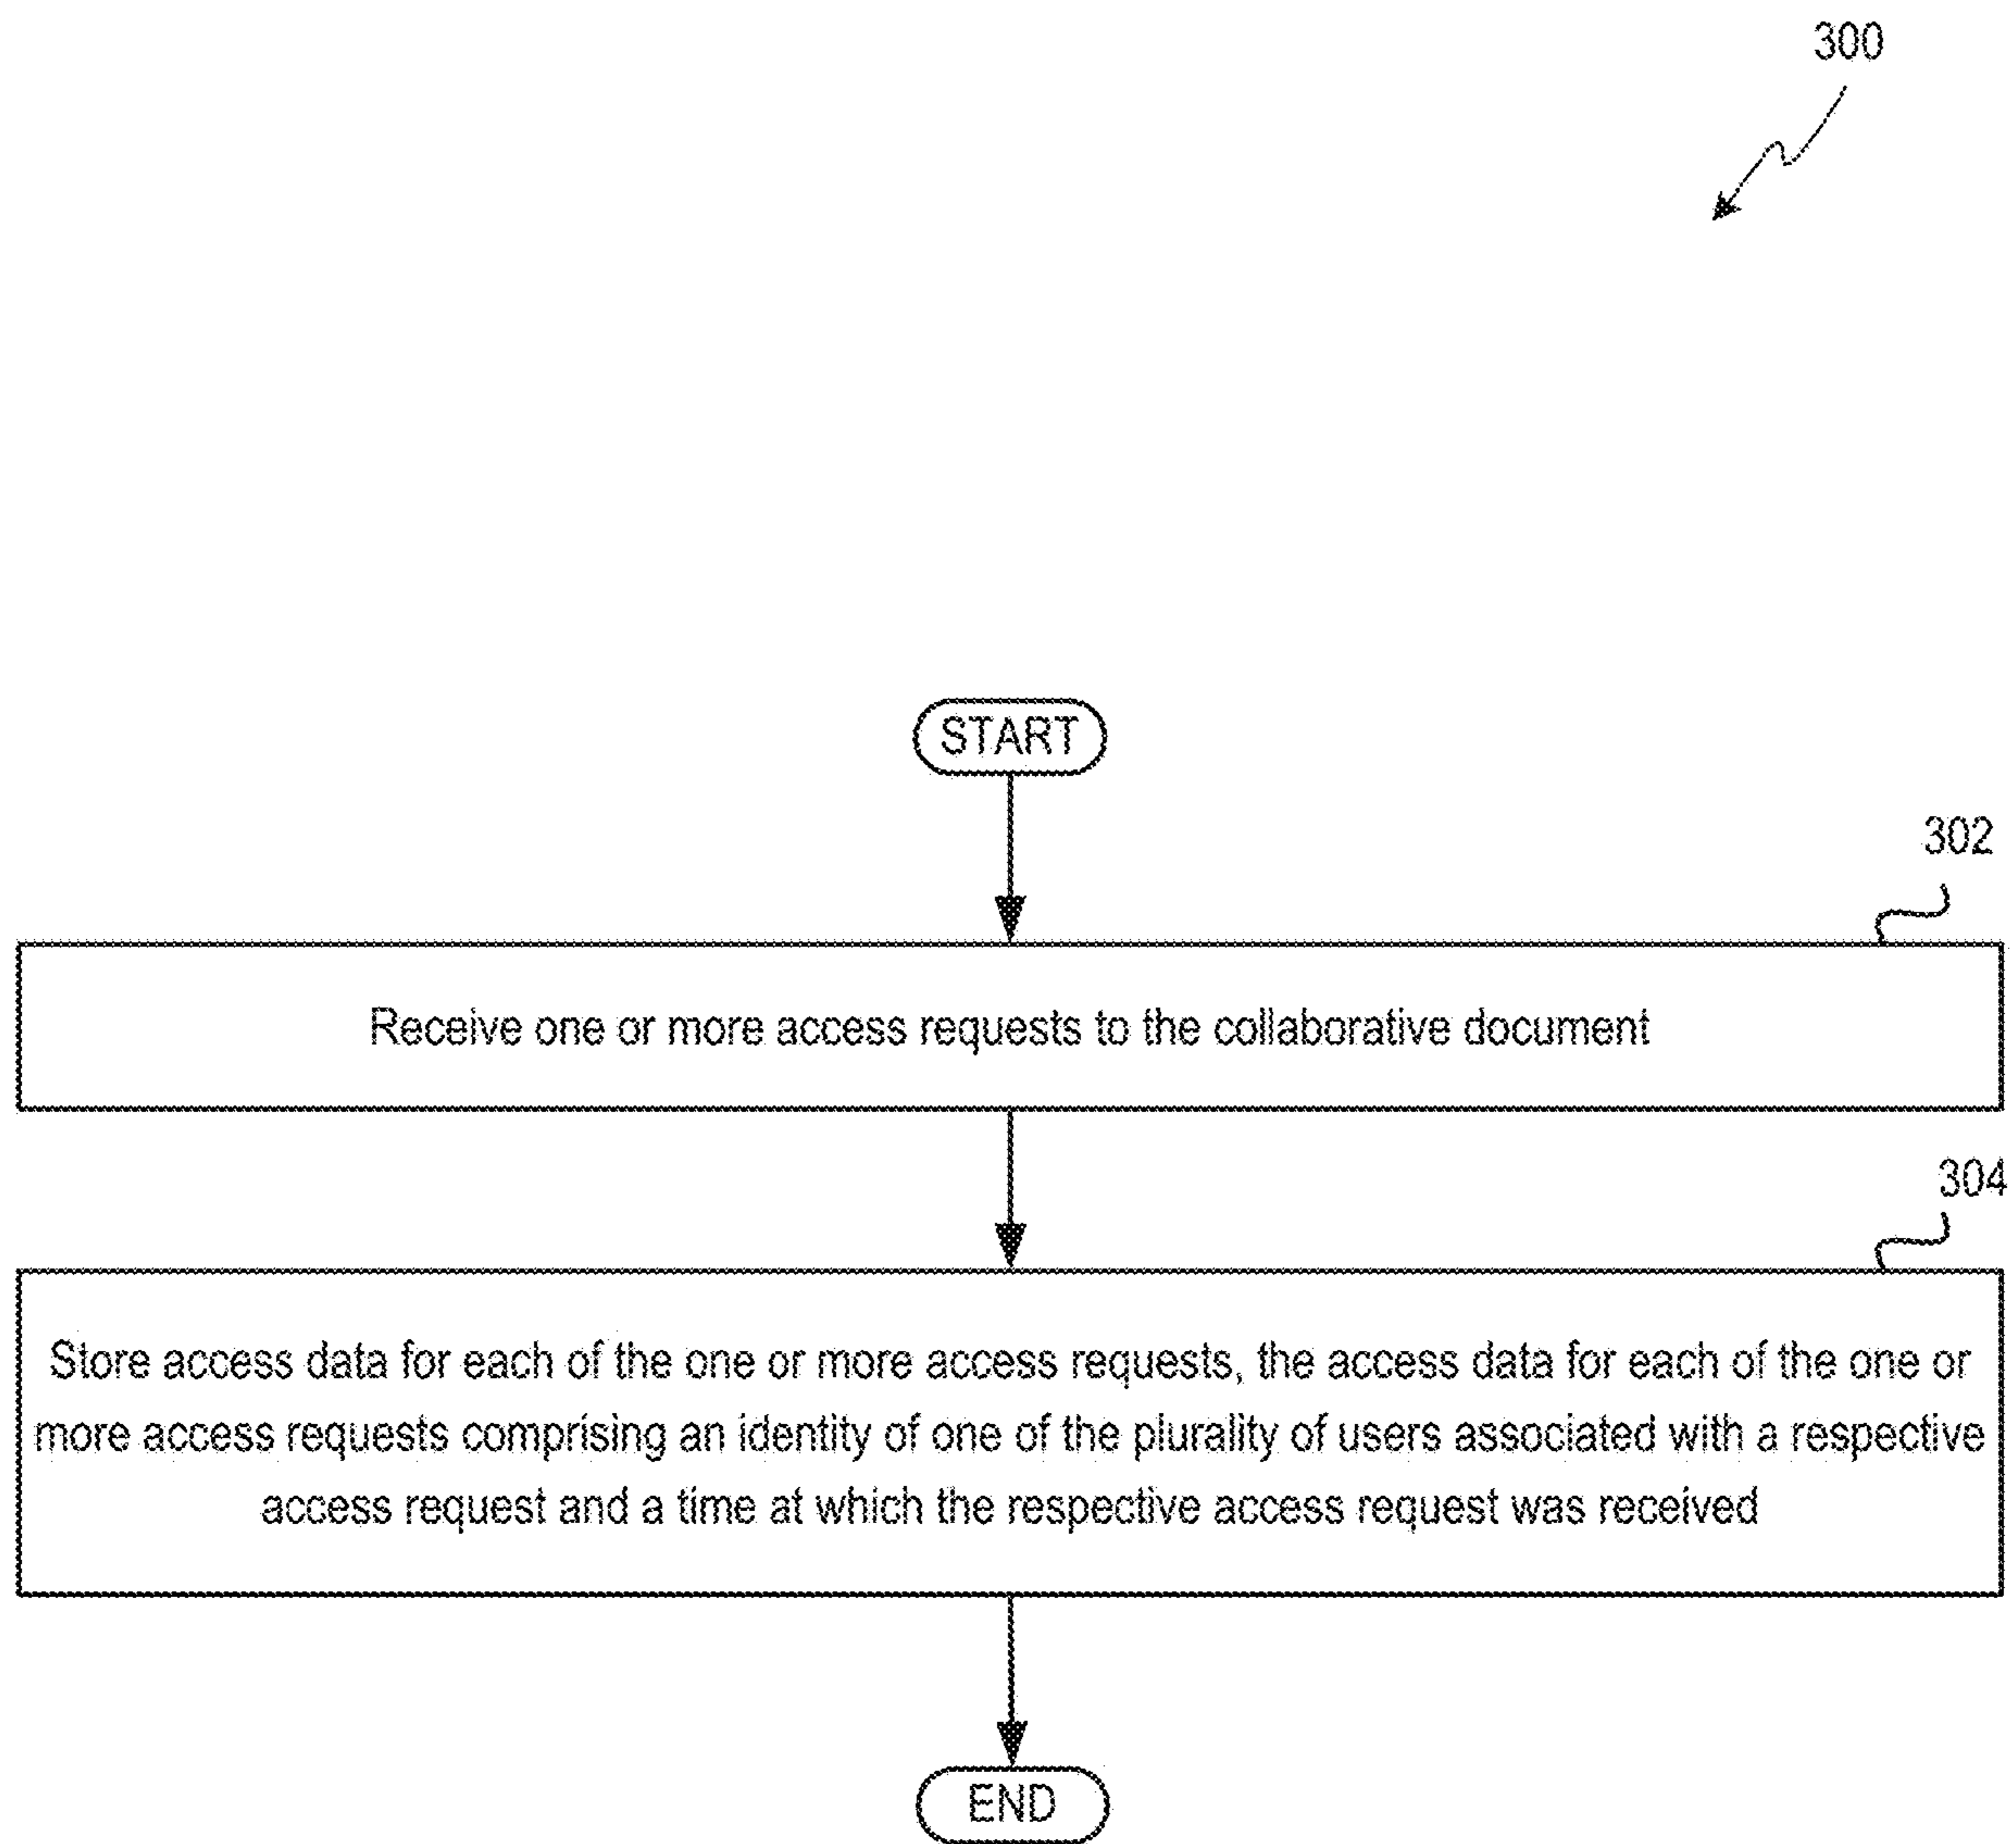 300
START
302
Receive one or more access requests to the collaborative document
304
Store access data for each of the one or more access requests, the access data for each of the one or
more access requests comprising an identity of one of the plurality of users associated with a respective
access request and a time at which the respective access request was received
END